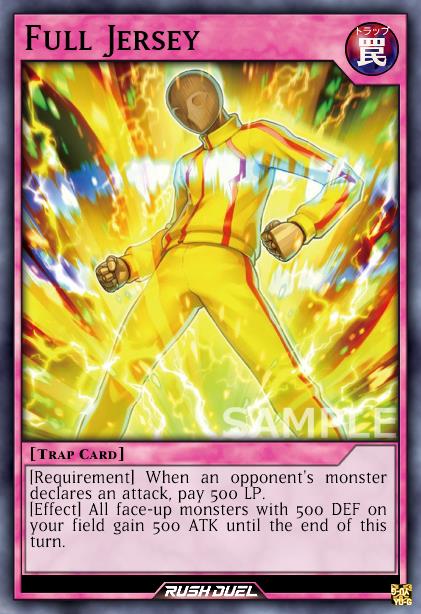 FULL JERSEY
トラップ
罠
SAMPLE
[TRAP CARD]
[Requirement] When an opponent's monster
declares an attack, pay 500 LP.
[Effect] All face-up monsters with 500 DEF on
your field gain 500 ATK until the end of this
turn.
RUSH DUEL